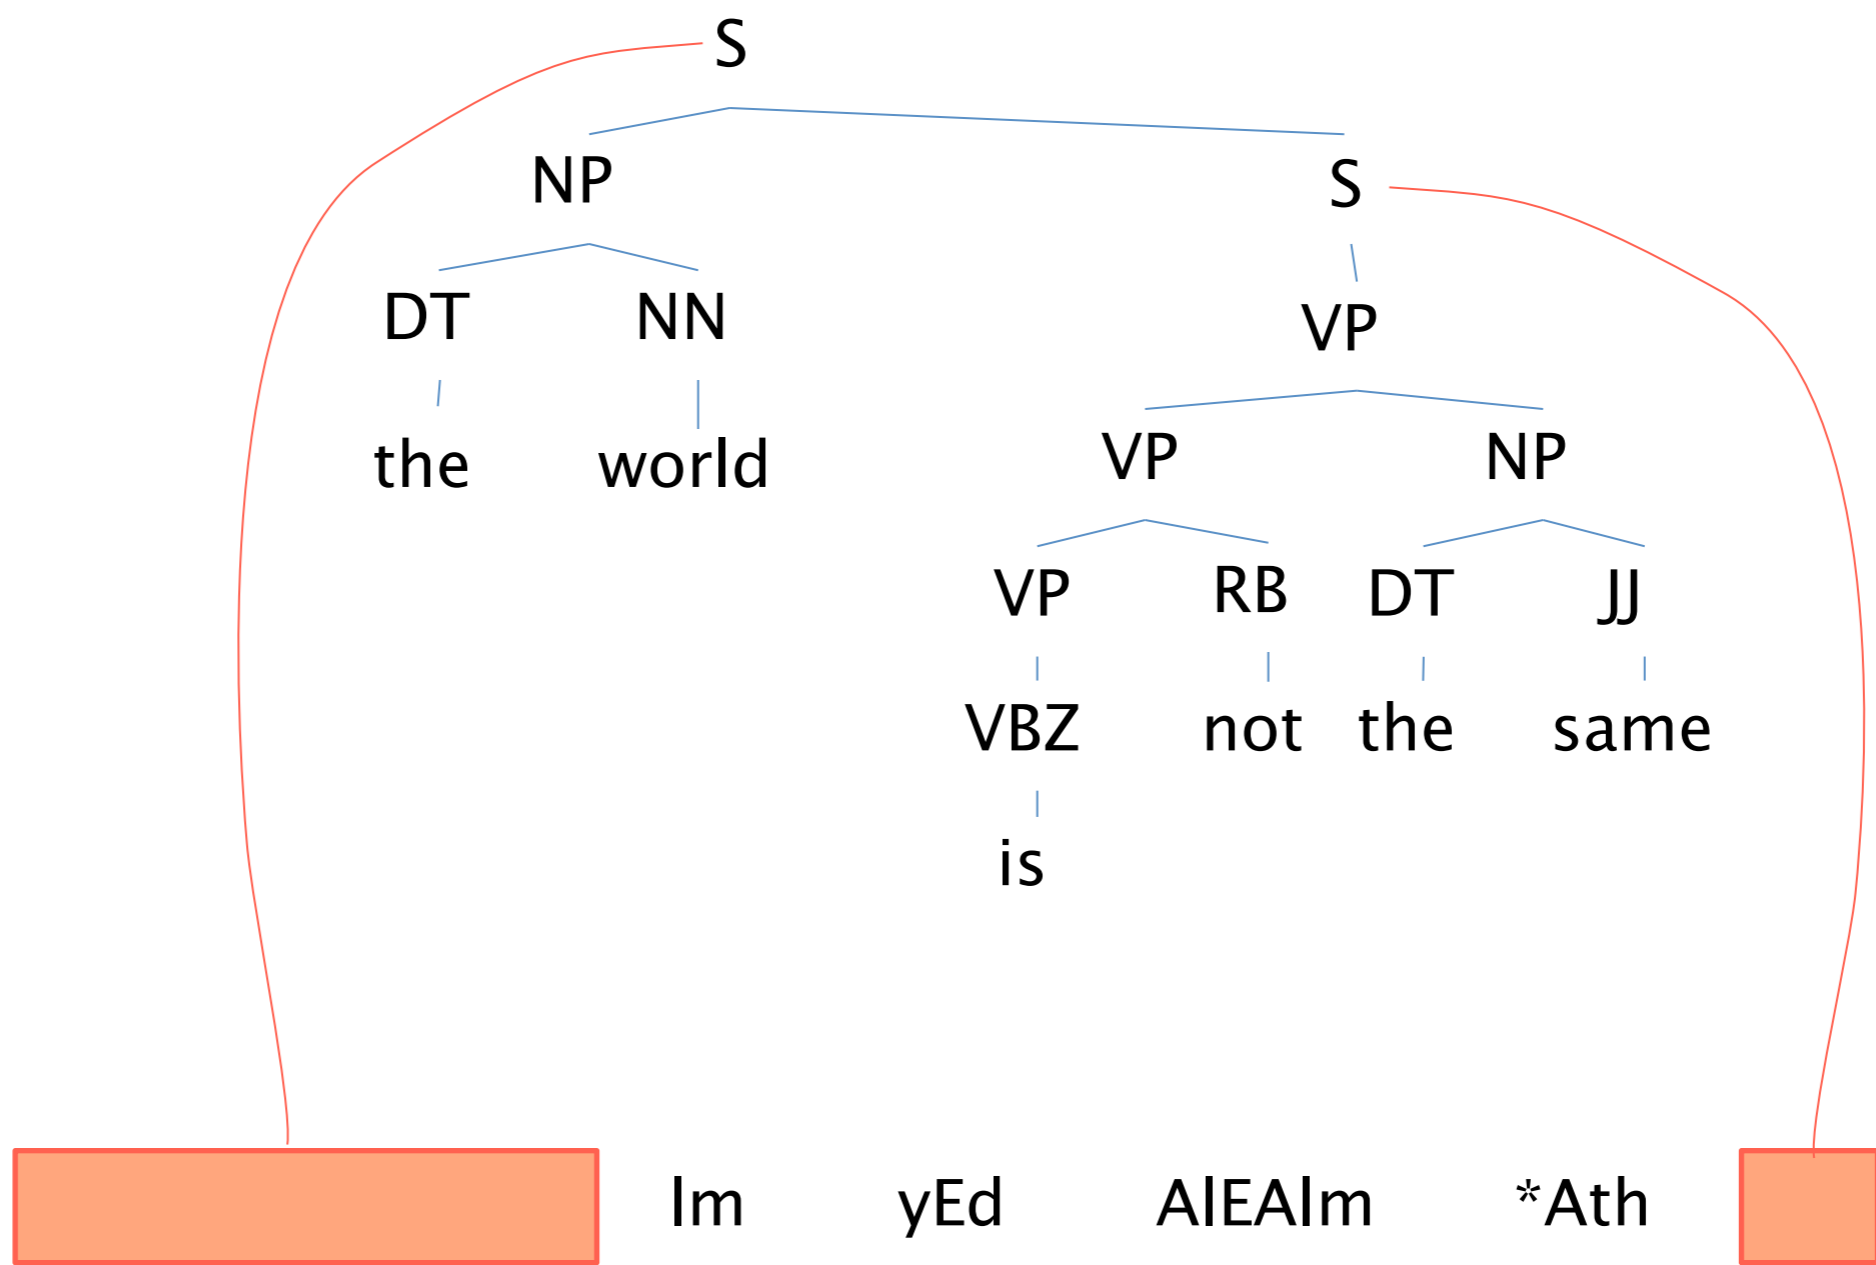 S
NP S
DT NN VP
the world VP NP
VP RB DT JJ
VBZ not the same
is
lm yEd AlEAlm *Ath